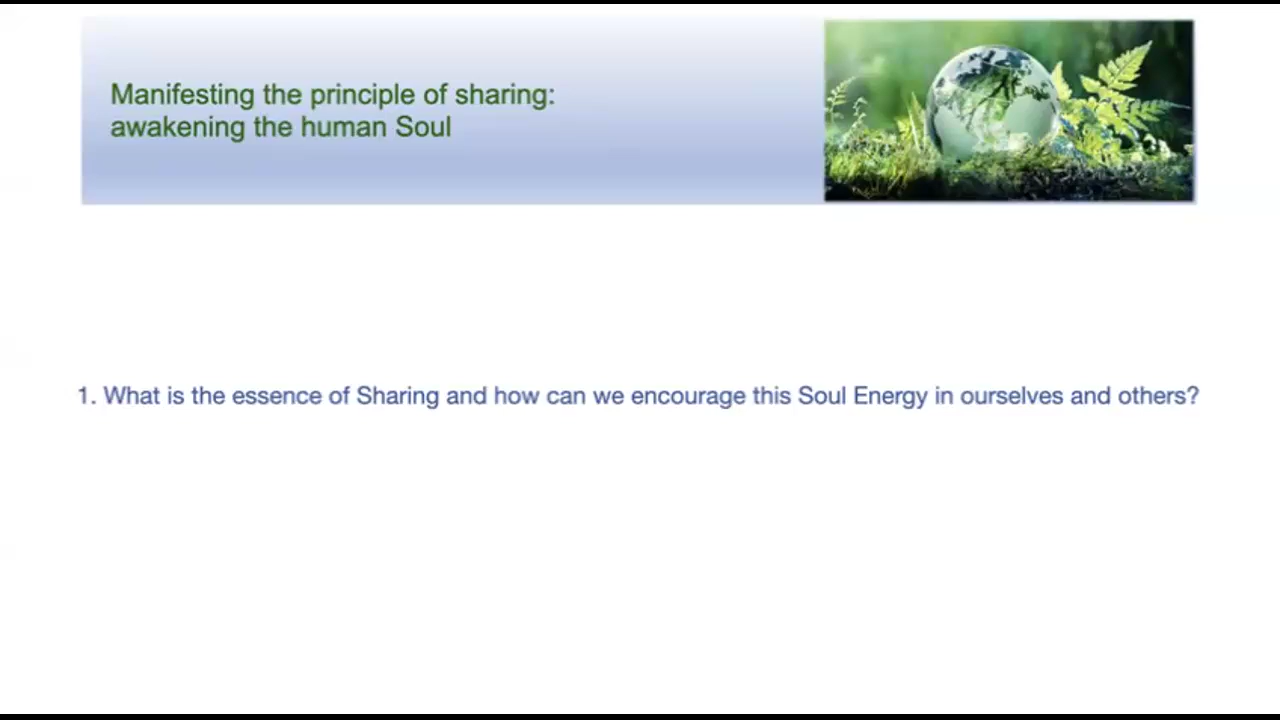 Manifesting the principle of sharing:
awakening the human Soul
1. What is the essence of Sharing and how can we encourage this Soul Energy in ourselves and others?